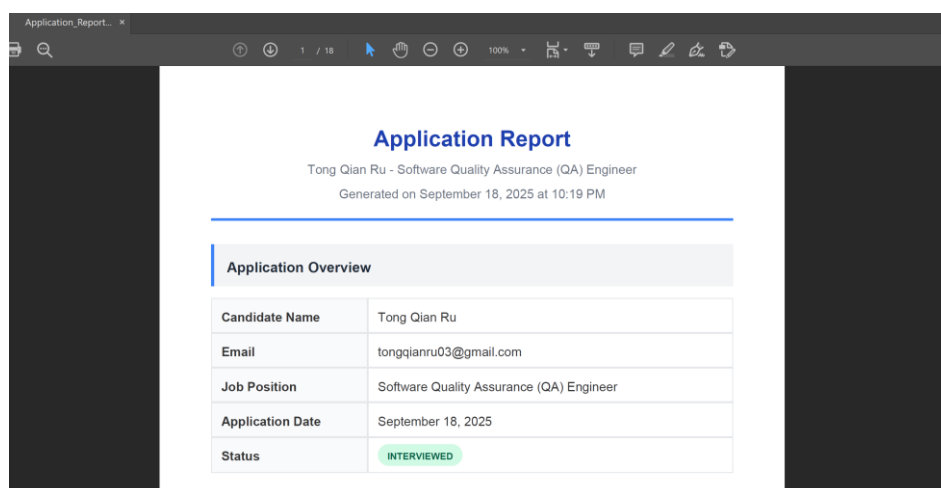 Application_Report... ×
1 / 18
100%
Application Report
Tong Qian Ru - Software Quality Assurance (QA) Engineer
Generated on September 18, 2025 at 10:19 PM
Application Overview
Candidate Name Tong Qian Ru
Email tongqianru03@gmail.com
Job Position Software Quality Assurance (QA) Engineer
Application Date September 18, 2025
Status INTERVIEWED